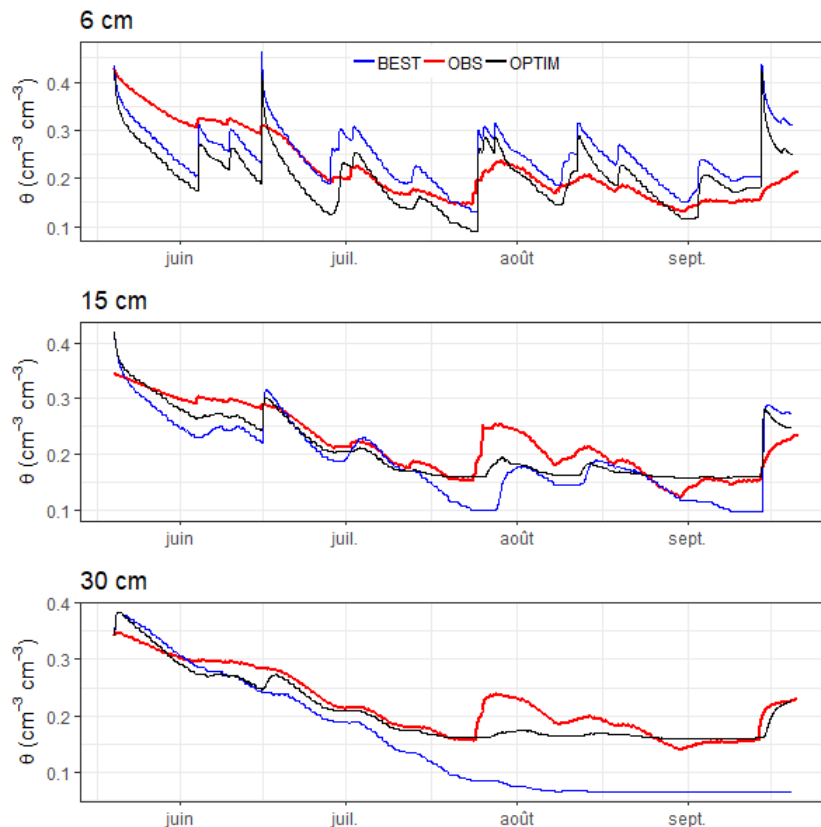 6 cm
BEST OBS OPTIM
θ (cm⁻³ cm⁻³)
0.4
0.3
0.2
0.1
juin juil. août sept.
15 cm
θ (cm⁻³ cm⁻³)
0.4
0.3
0.2
0.1
juin juil. août sept.
30 cm
θ (cm⁻³ cm⁻³)
0.4
0.3
0.2
0.1
juin juil. août sept.